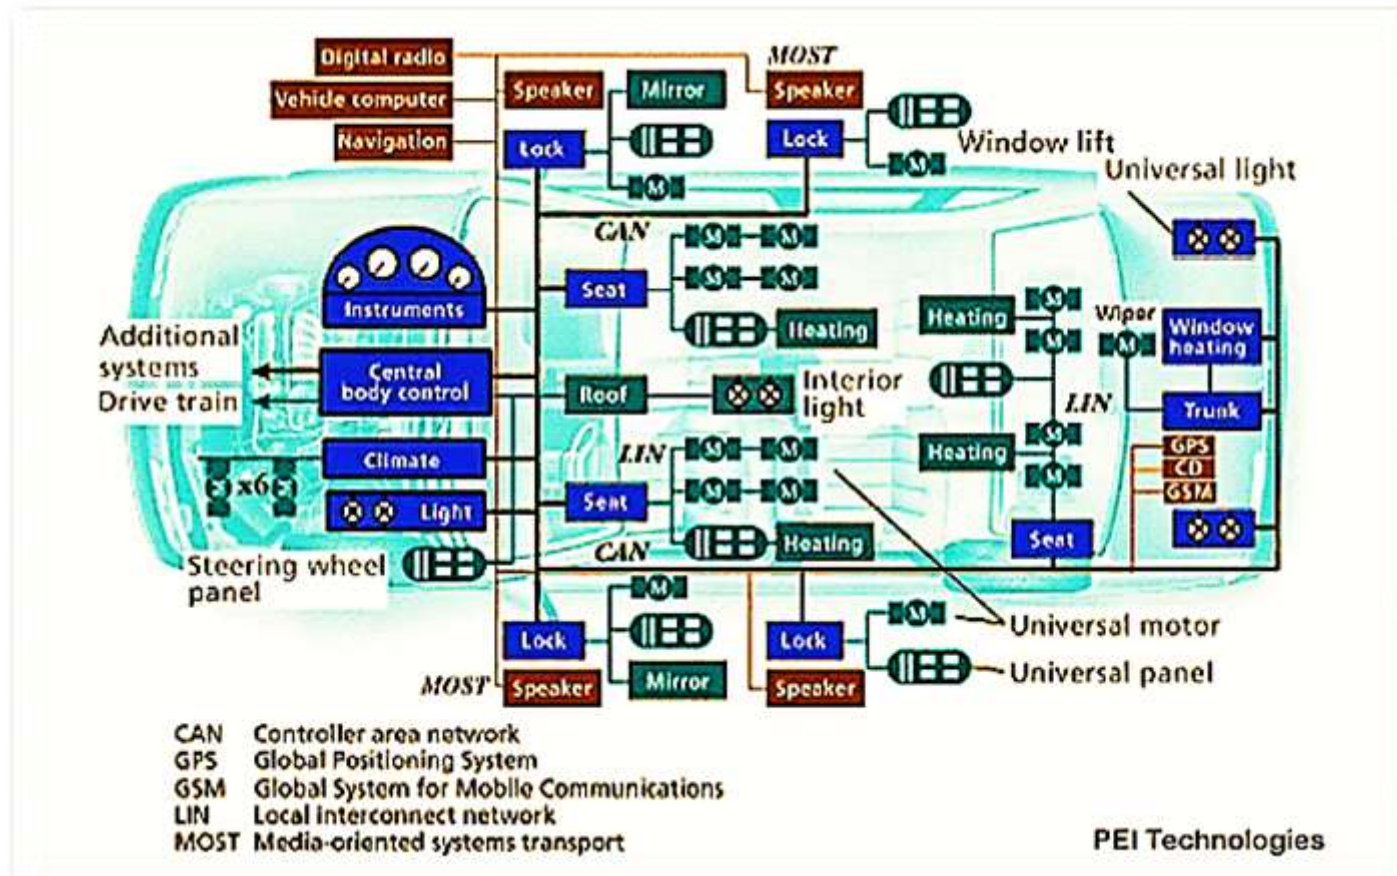 Digital radio
MOST
Vehicle computer
Speaker
Mirror
Speaker
Navigation
Lock
Lock
M
M
Window lift
Universal light
CAN
M M
M M
Seat
Heating
Instruments
Additional
systems
Drive train
Central
body control
Roof
Interior
light
Heating
M
M
Wiper
M
Window
heating
LIN
Trunk
Climate
x6
Light
LIN
M M
M M
Seat
Heating
CAN
Heating
M
M
Seat
GPS
CD
GSM
Steering wheel
panel
M
Lock
Mirror
MOST
Speaker
M
Lock
Speaker
Universal motor
Universal panel
CAN Controller area network
GPS Global Positioning System
GSM Global System for Mobile Communications
LIN Local interconnect network
MOST Media-oriented systems transport
PEI Technologies